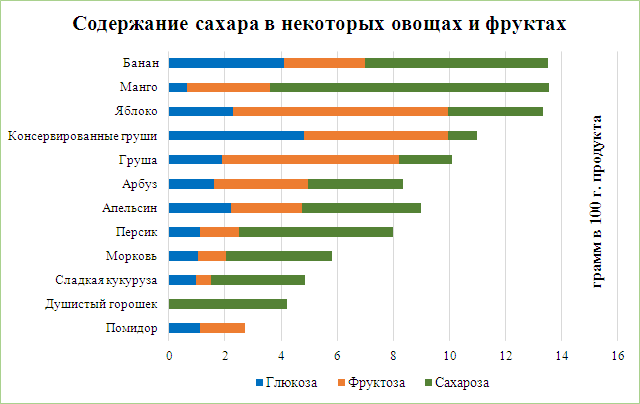 Содержание сахара в некоторых овощах и фруктах
Банан
Манго
Яблоко
Консервированные груши
Груша
Арбуз
Апельсин
Персик
Морковь
Сладкая кукуруза
Душистый горошек
Помидор
грамм в 100 г. продукта
0 2 4 6 8 10 12 14 16
Глюкоза Фруктоза Сахароза